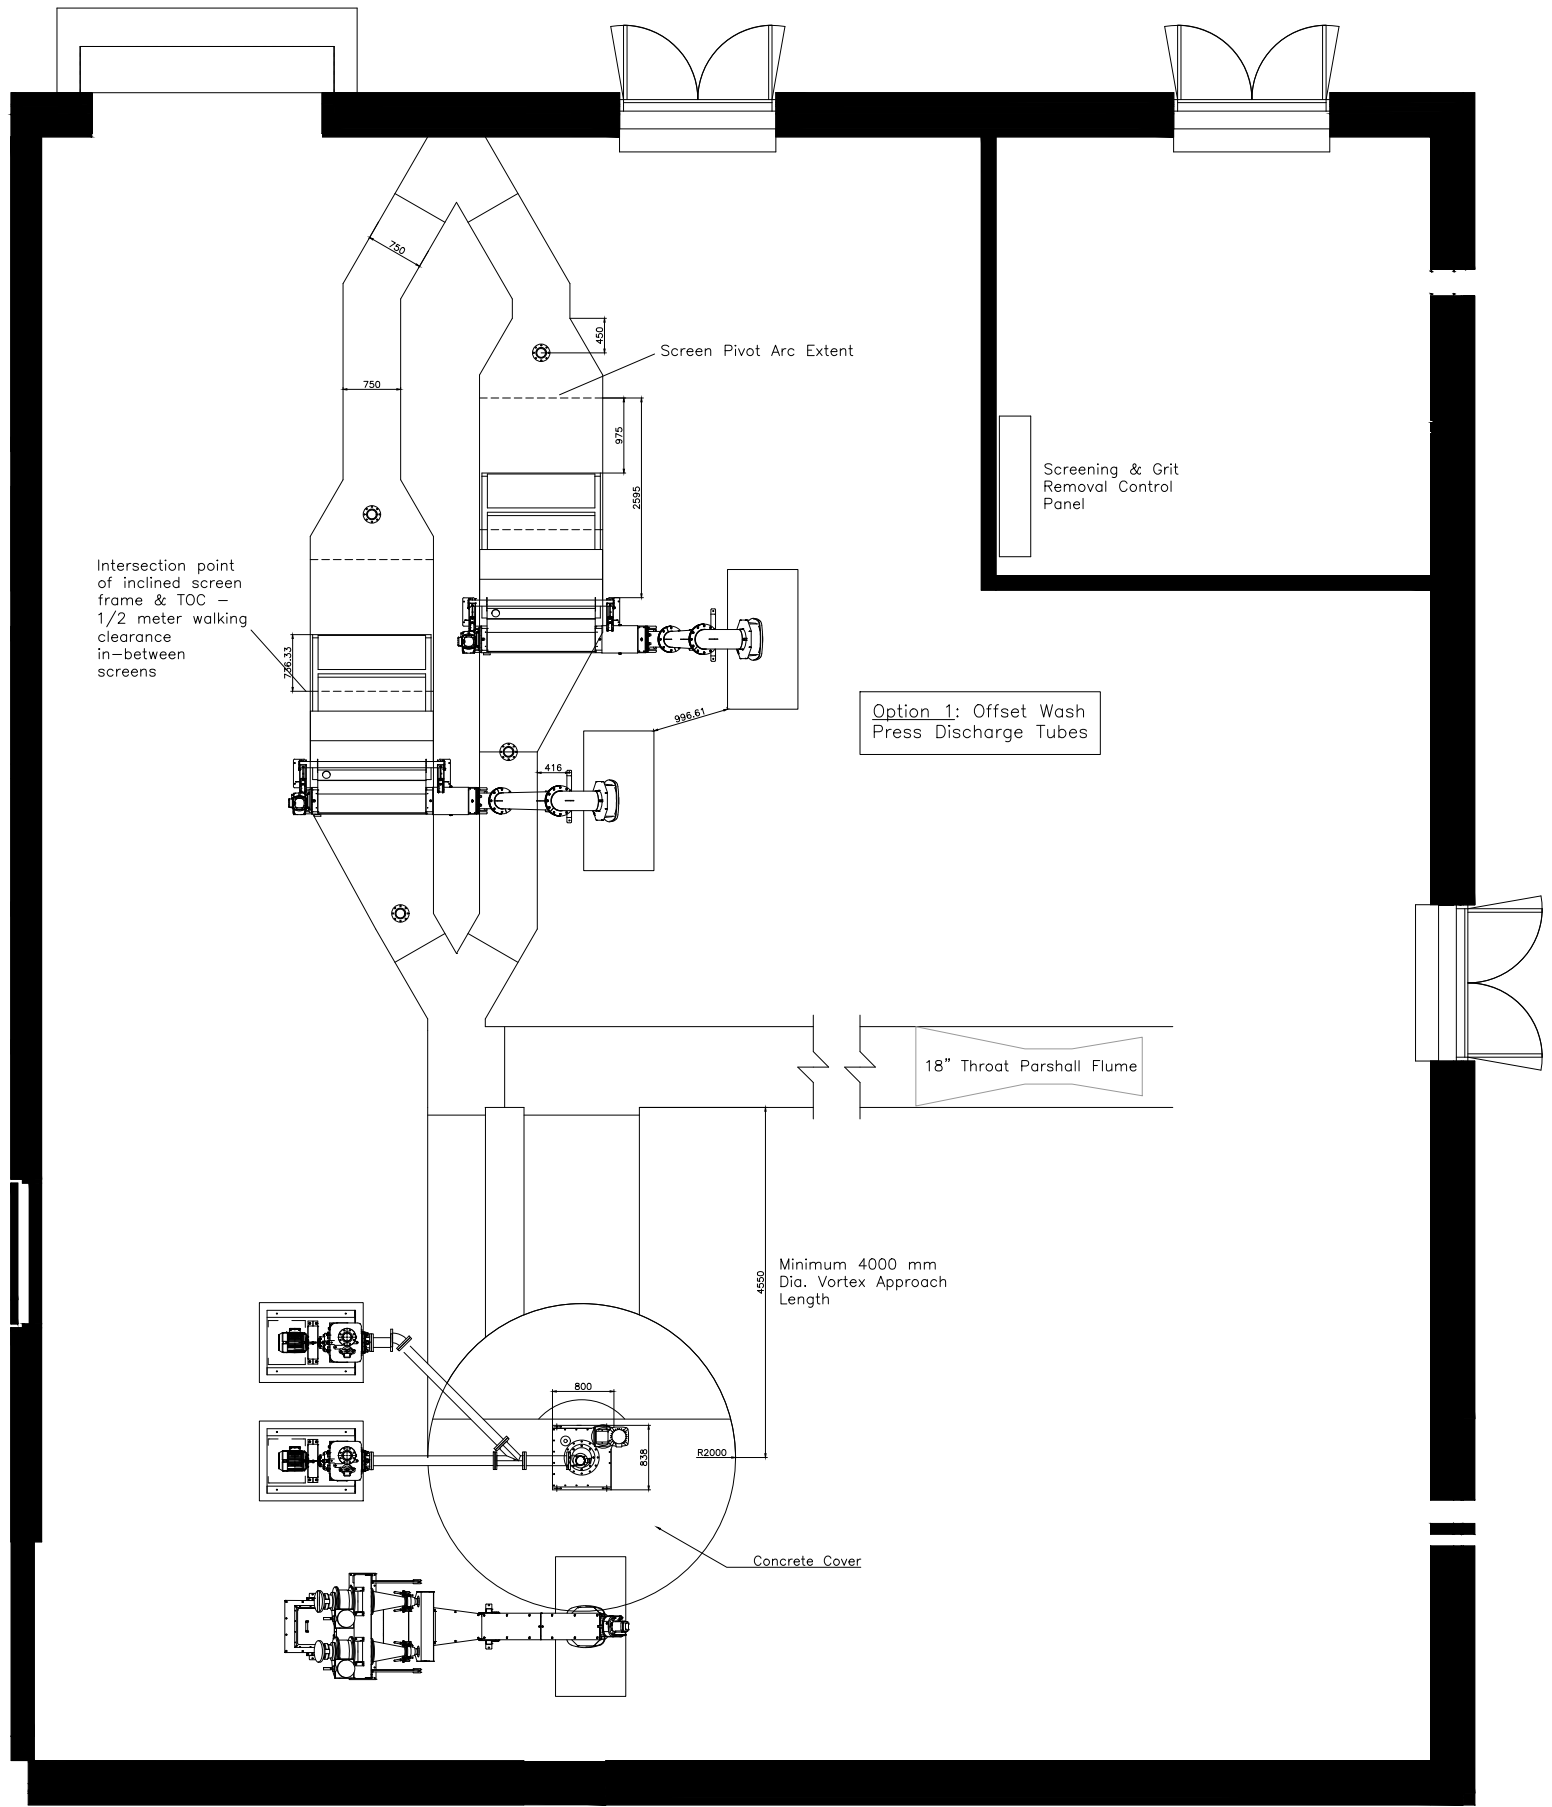 750
450
Screen Pivot Arc Extent
750
975
2595
Screening & Grit
Removal Control
Panel
Intersection point
of inclined screen
frame & TOC –
1/2 meter walking
clearance
in–between
screens
736.33
996.61
Option 1: Offset Wash
Press Discharge Tubes
416
18” Throat Parshall Flume
4550
Minimum 4000 mm
Dia. Vortex Approach
Length
800
838
R2000
Concrete Cover